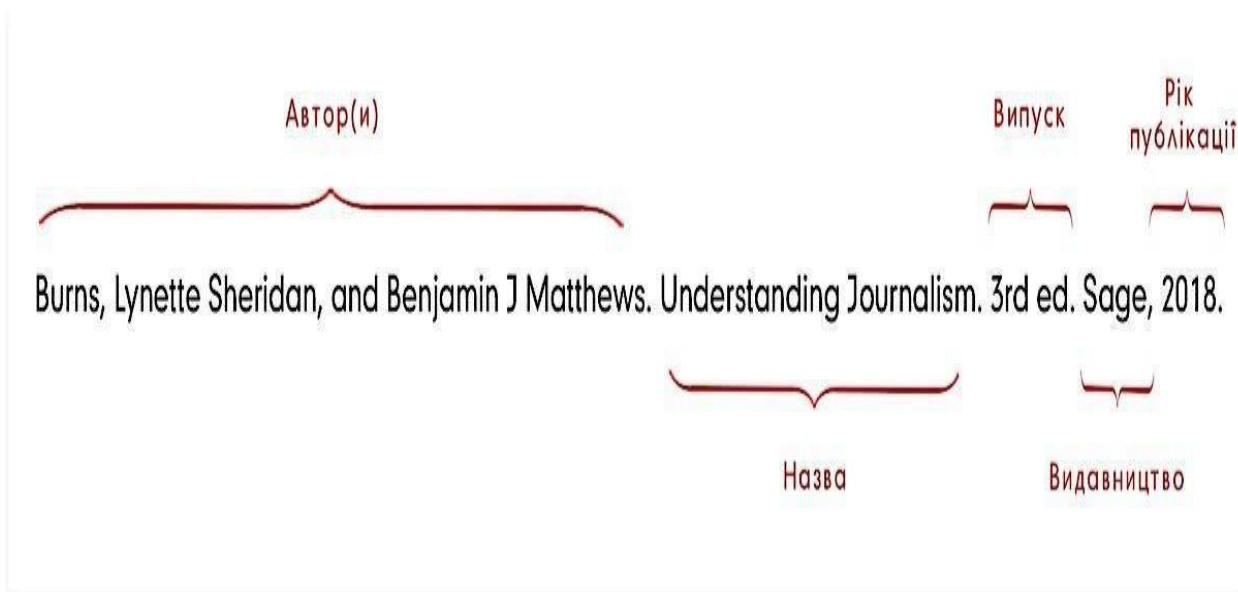 Автор(и)
Випуск
Рік
публікації
Burns, Lynette Sheridan, and Benjamin J Matthews. Understanding Journalism. 3rd ed. Sage, 2018.
Назва
Видавництво